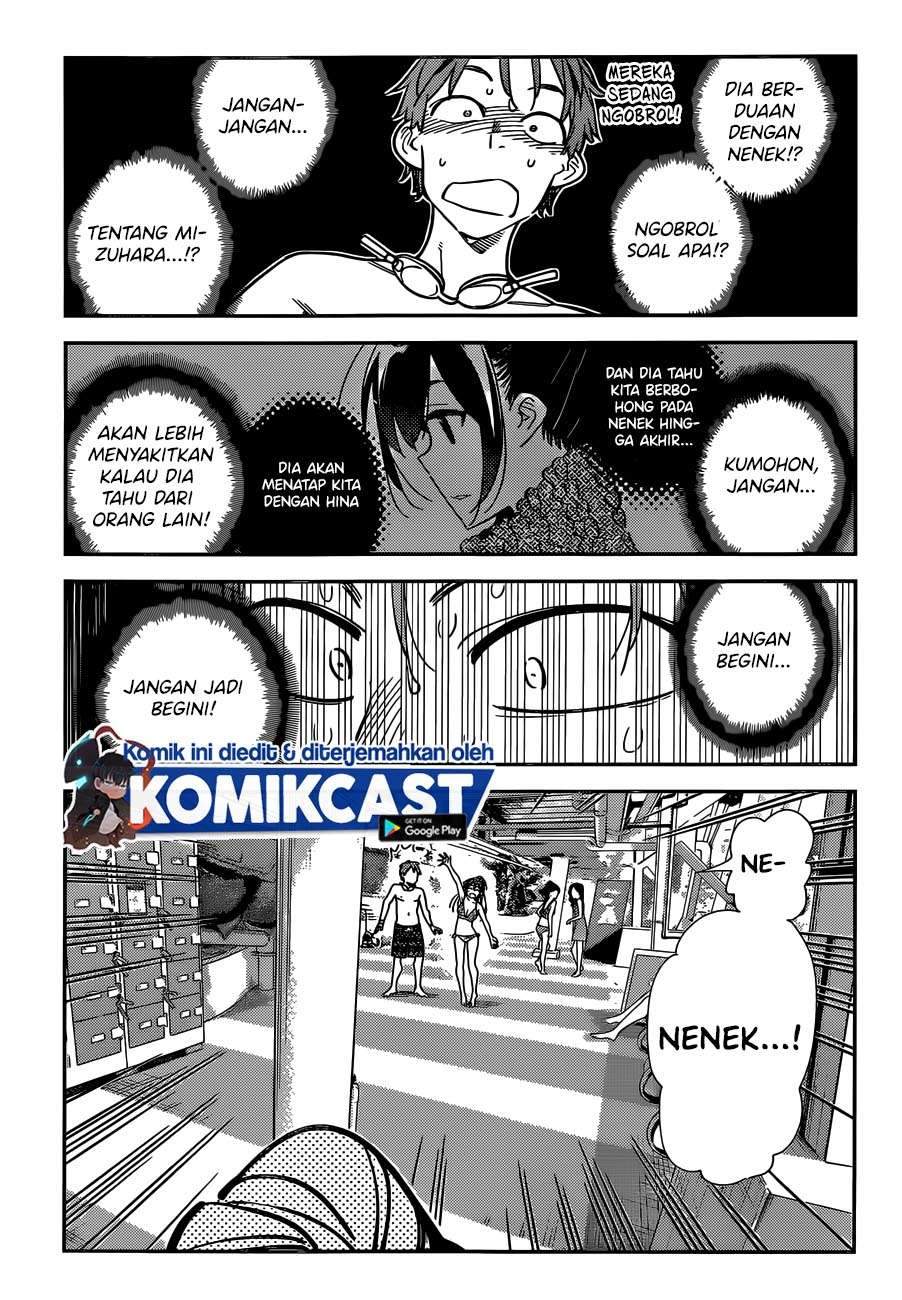 DIA BER-
DUAAN
DENGAN
NENEK!?
MEREKA
SEDANG
NGOBROL!
NGOBROL
SOAL APA!?
JANGAN-
JANGAN...
TENTANG MI-
ZUHARA...!?
KUMOHON,
JANGAN...
DAN DIA TAHU
KITA BERBO-
HONG PADA
NENEK HING-
GA AKHIR...
DIA AKAN
MENATAP KITA
DENGAN HINA
AKAN LEBIH
MENYAKITKAN
KALAU DIA
TAHU DARI
ORANG LAIN!
JANGAN
BEGINI...
JANGAN JADI
BEGINI!
Komik ini diedit & diterjemahkan oleh
KOMIKCAST
GET IT ON
Google Play
NE-
NENEK...!